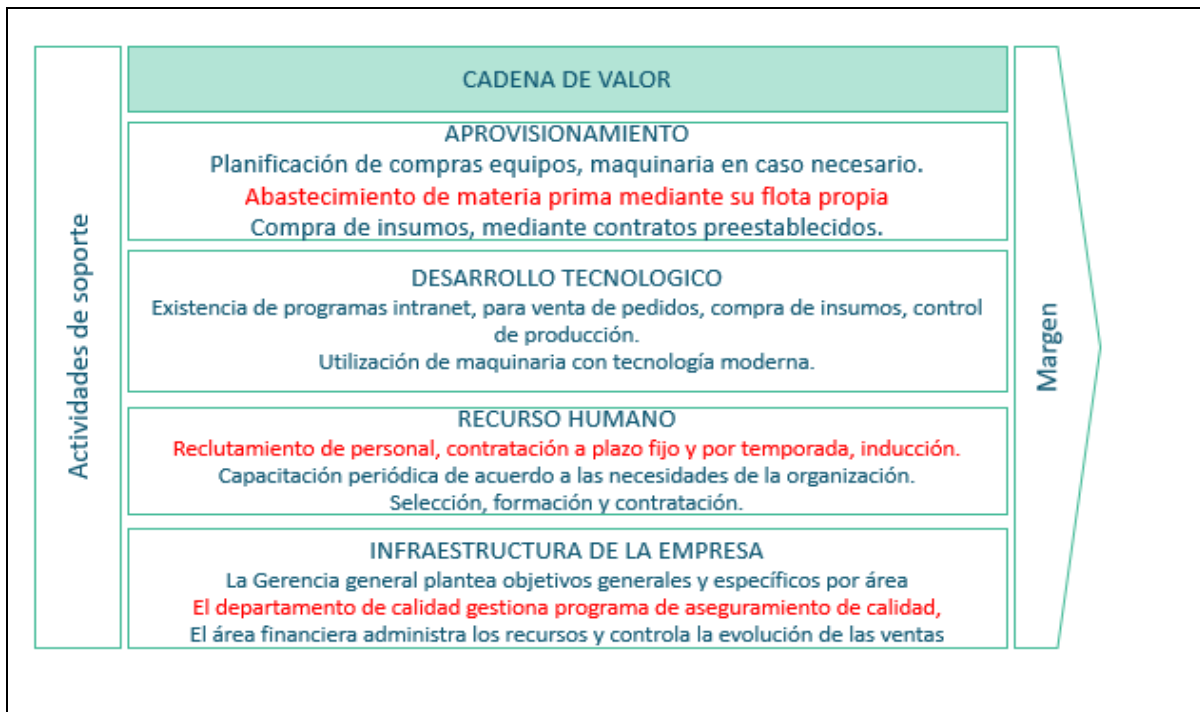 CADENA DE VALOR
APROVISIONAMIENTO
Planificación de compras equipos, maquinaria en caso necesario.
Abastecimiento de materia prima mediante su flota propia
Compra de insumos, mediante contratos preestablecidos.
DESARROLLO TECNOLOGICO
Existencia de programas intranet, para venta de pedidos, compra de insumos, control
de producción.
Utilización de maquinaria con tecnología moderna.
RECURSO HUMANO
Reclutamiento de personal, contratación a plazo fijo y por temporada, inducción.
Capacitación periódica de acuerdo a las necesidades de la organización.
Selección, formación y contratación.
INFRAESTRUCTURA DE LA EMPRESA
La Gerencia general plantea objetivos generales y específicos por área
El departamento de calidad gestiona programa de aseguramiento de calidad,
El área financiera administra los recursos y controla la evolución de las ventas
Actividades de soporte
Margen